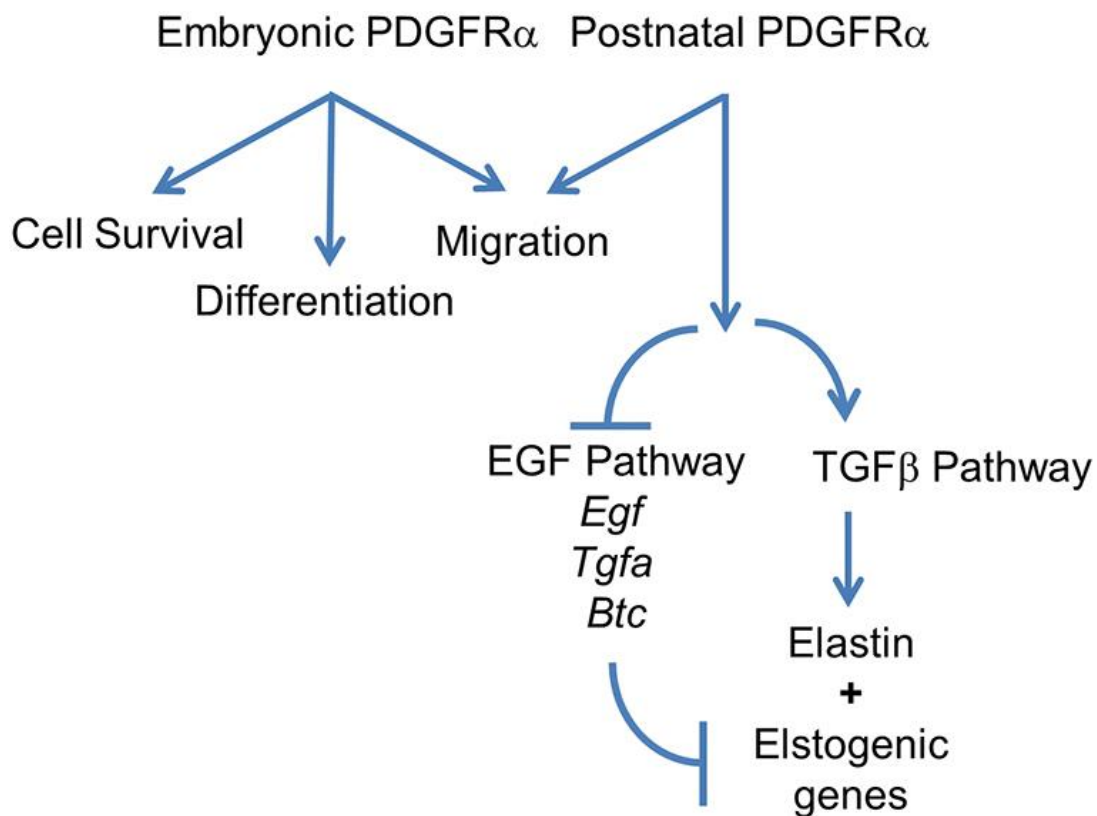 Embryonic PDGFRα Postnatal PDGFRα
Cell Survival
Migration
Differentiation
EGF Pathway
Egf
Tgfa
Btc
TGFβ Pathway
Elastin
+
Elstogenic
genes